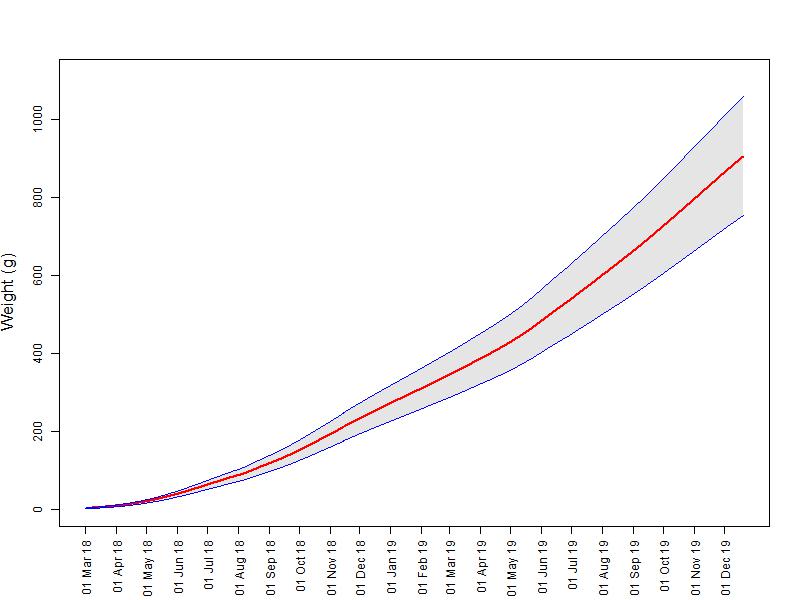 Weight (g)
1000
800
600
400
200
0
01 Mar 18
01 Apr 18
01 May 18
01 Jun 18
01 Jul 18
01 Aug 18
01 Sep 18
01 Oct 18
01 Nov 18
01 Dec 18
01 Jan 19
01 Feb 19
01 Mar 19
01 Apr 19
01 May 19
01 Jun 19
01 Jul 19
01 Aug 19
01 Sep 19
01 Oct 19
01 Nov 19
01 Dec 19